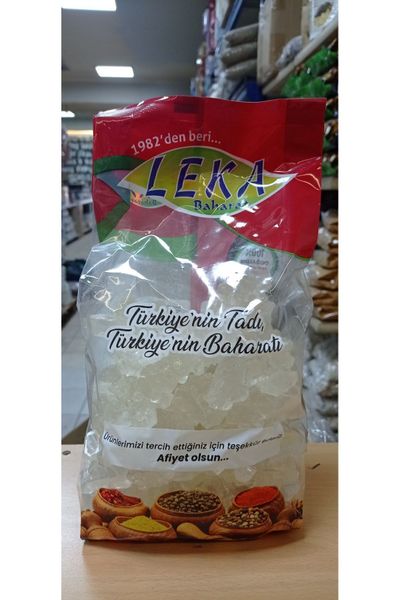 1982'den beri...
LEKA
Baharat
Türkiye'nin Tadı,
Türkiye'nin Baharatı
Ürünlerimizi tercih ettiğiniz için teşekkür ederiz
Afiyet olsun...